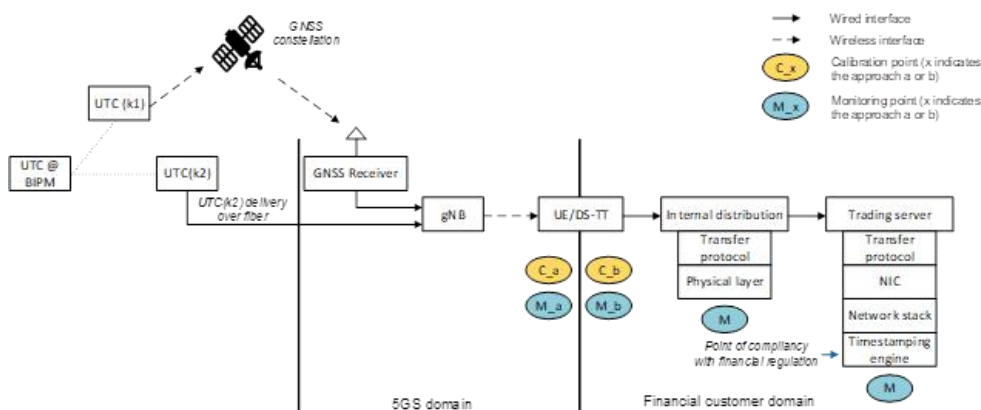 GNSS
constellation
Wired interface
Wireless interface
C_x
Calibration point (x indicates
the approach a or b)
M_x
Monitoring point (x indicates
the approach a or b)
UTC (k1)
UTC @
BIPM
UTC(k2)
GNSS Receiver
UTC(k2) delivery
over fiber
gNB
UE/DS-TT
Internal distribution
Trading server
Transfer
protocol
Physical layer
Transfer
protocol
NIC
Network stack
Timestamping
engine
C_a
C_b
M_a
M_b
M
Point of compliancy
with financial regulation
M
5GS domain
Financial customer domain